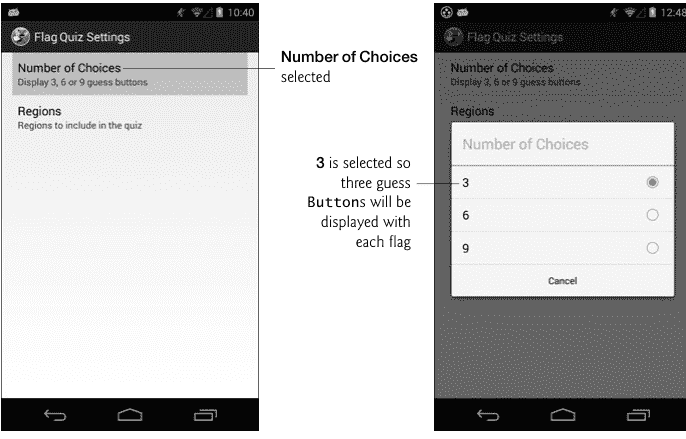 10:40
Flag Quiz Settings
Number of Choices
Display 3, 6 or 9 guess buttons
Regions
Regions to include in the quiz
Number of Choices
selected
3 is selected so
three guess
Buttons will be
displayed with
each flag
12:48
Flag Quiz Settings
Number of Choices
Display 3, 6 or 9 guess buttons
Regions
Number of Choices
3
6
9
Cancel